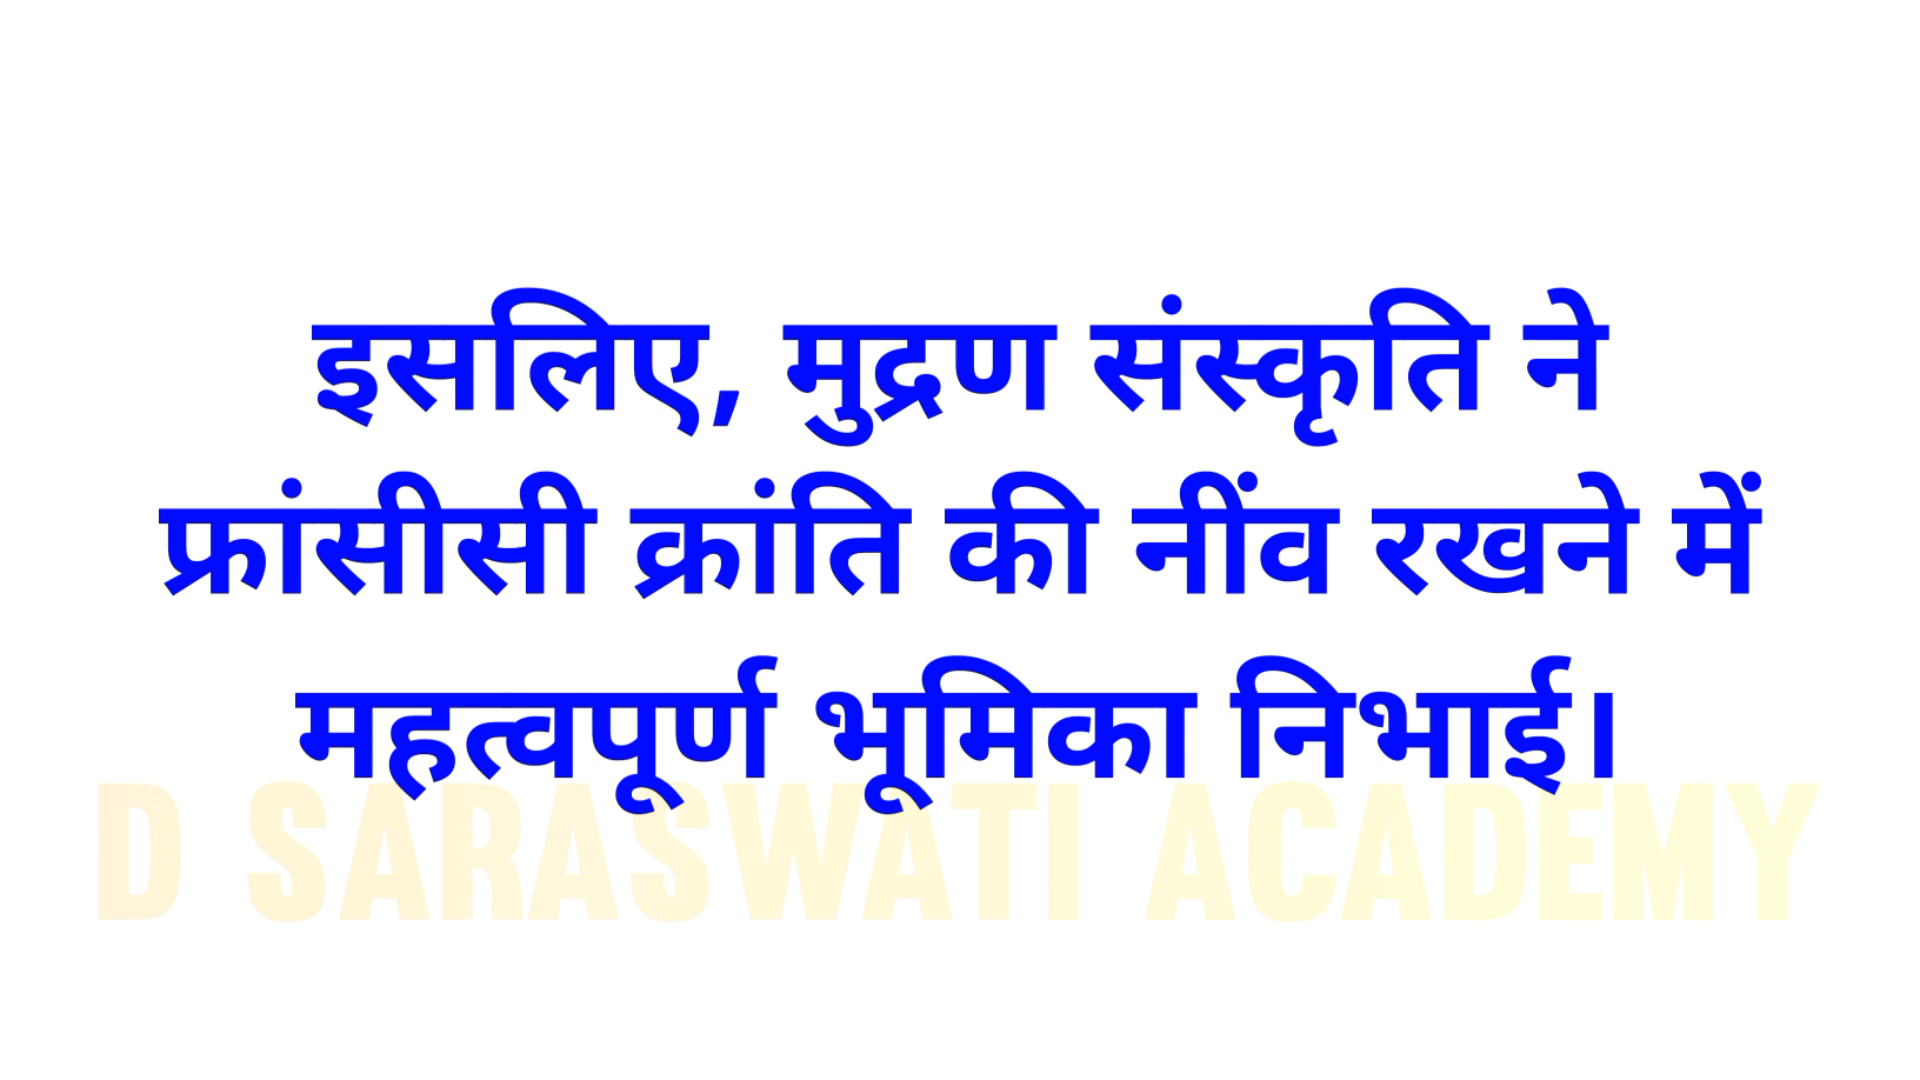 इसलिए, मुद्रण संस्कृति ने
फ्रांसीसी क्रांति की नींव रखने में
महत्वपूर्ण भूमिका निभाई।
D SARASWATI ACADEMY